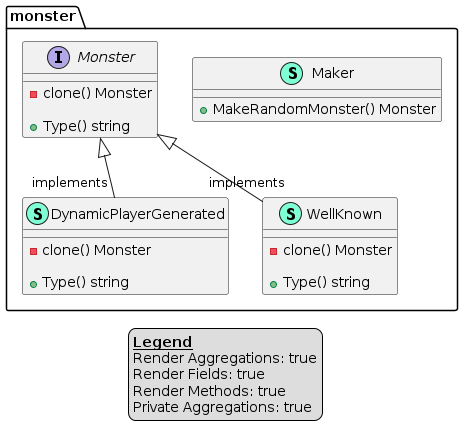 monster
I Monster
clone() Monster
Type() string
S Maker
MakeRandomMonster() Monster
implements
implements
S DynamicPlayerGenerated
clone() Monster
Type() string
S WellKnown
clone() Monster
Type() string
Legend
Render Aggregations: true
Render Fields: true
Render Methods: true
Private Aggregations: true